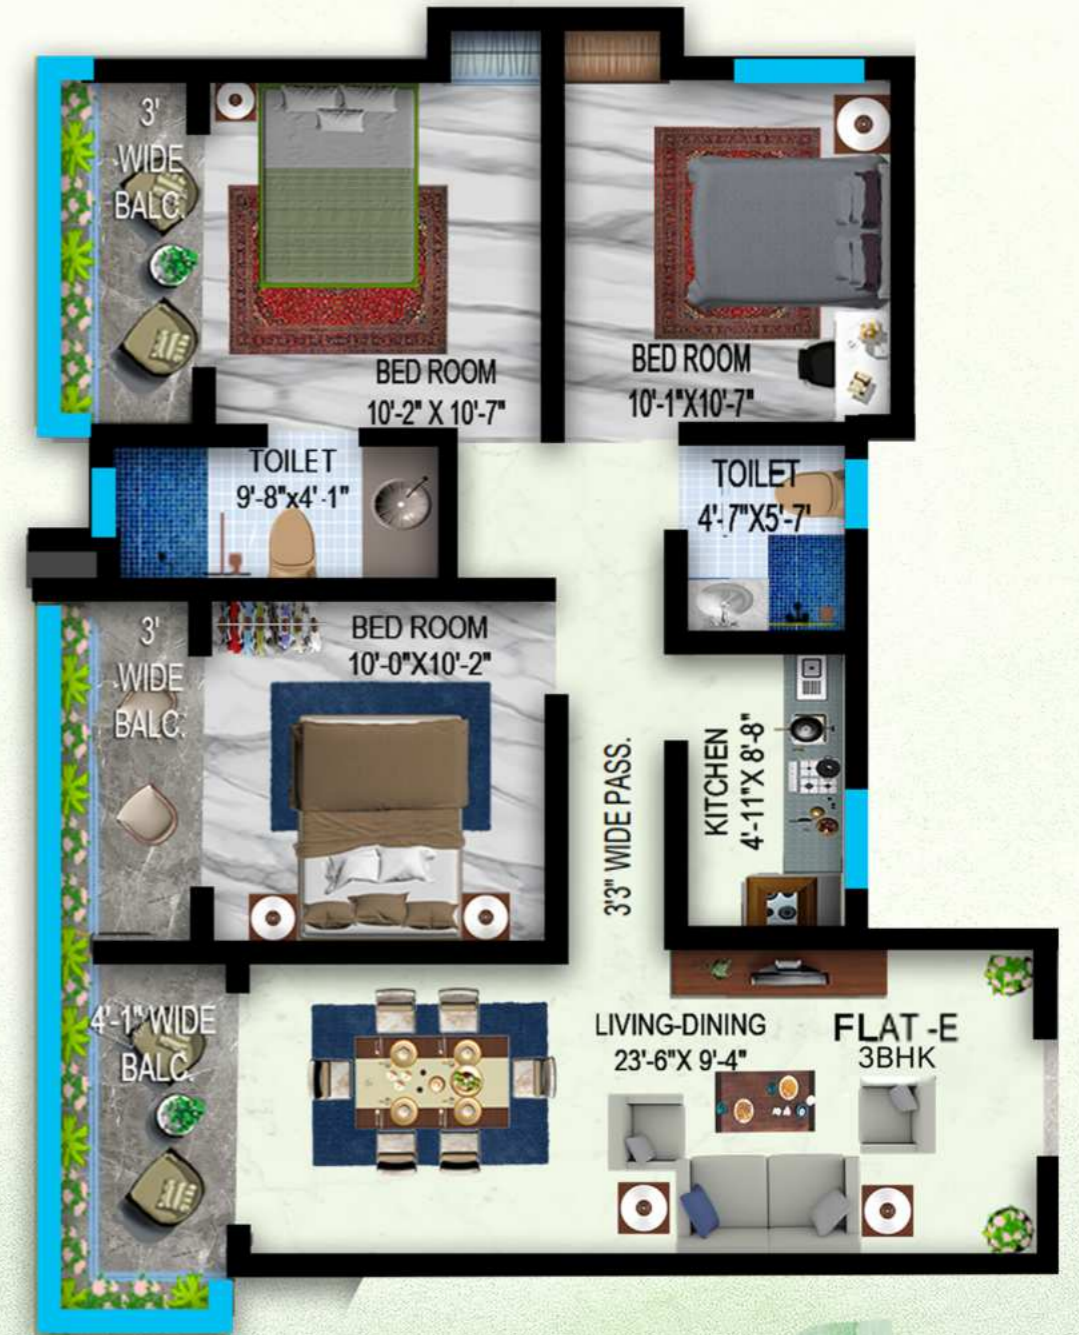 3'
WIDE
BALC.
BED ROOM
10'-2" X 10'-7"
BED ROOM
10'-1"X10'-7"
TOILET
9'-8"x4'-1"
TOILET
4'-7"X5'-7'
3'
WIDE
BALC.
BED ROOM
10'-0"X10'-2"
3'3" WIDE PASS.
KITCHEN
4'-11"X 8'-8"
4'-1" WIDE
BALC.
LIVING-DINING
23'-6"X 9'-4"
FLAT -E
3BHK